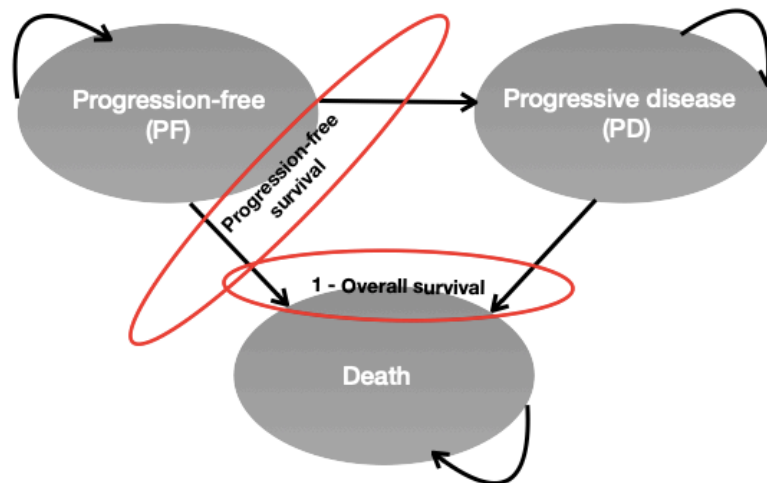 Progression-free
(PF)
Progressive disease
(PD)
Progression-free
survival
1 - Overall survival
Death